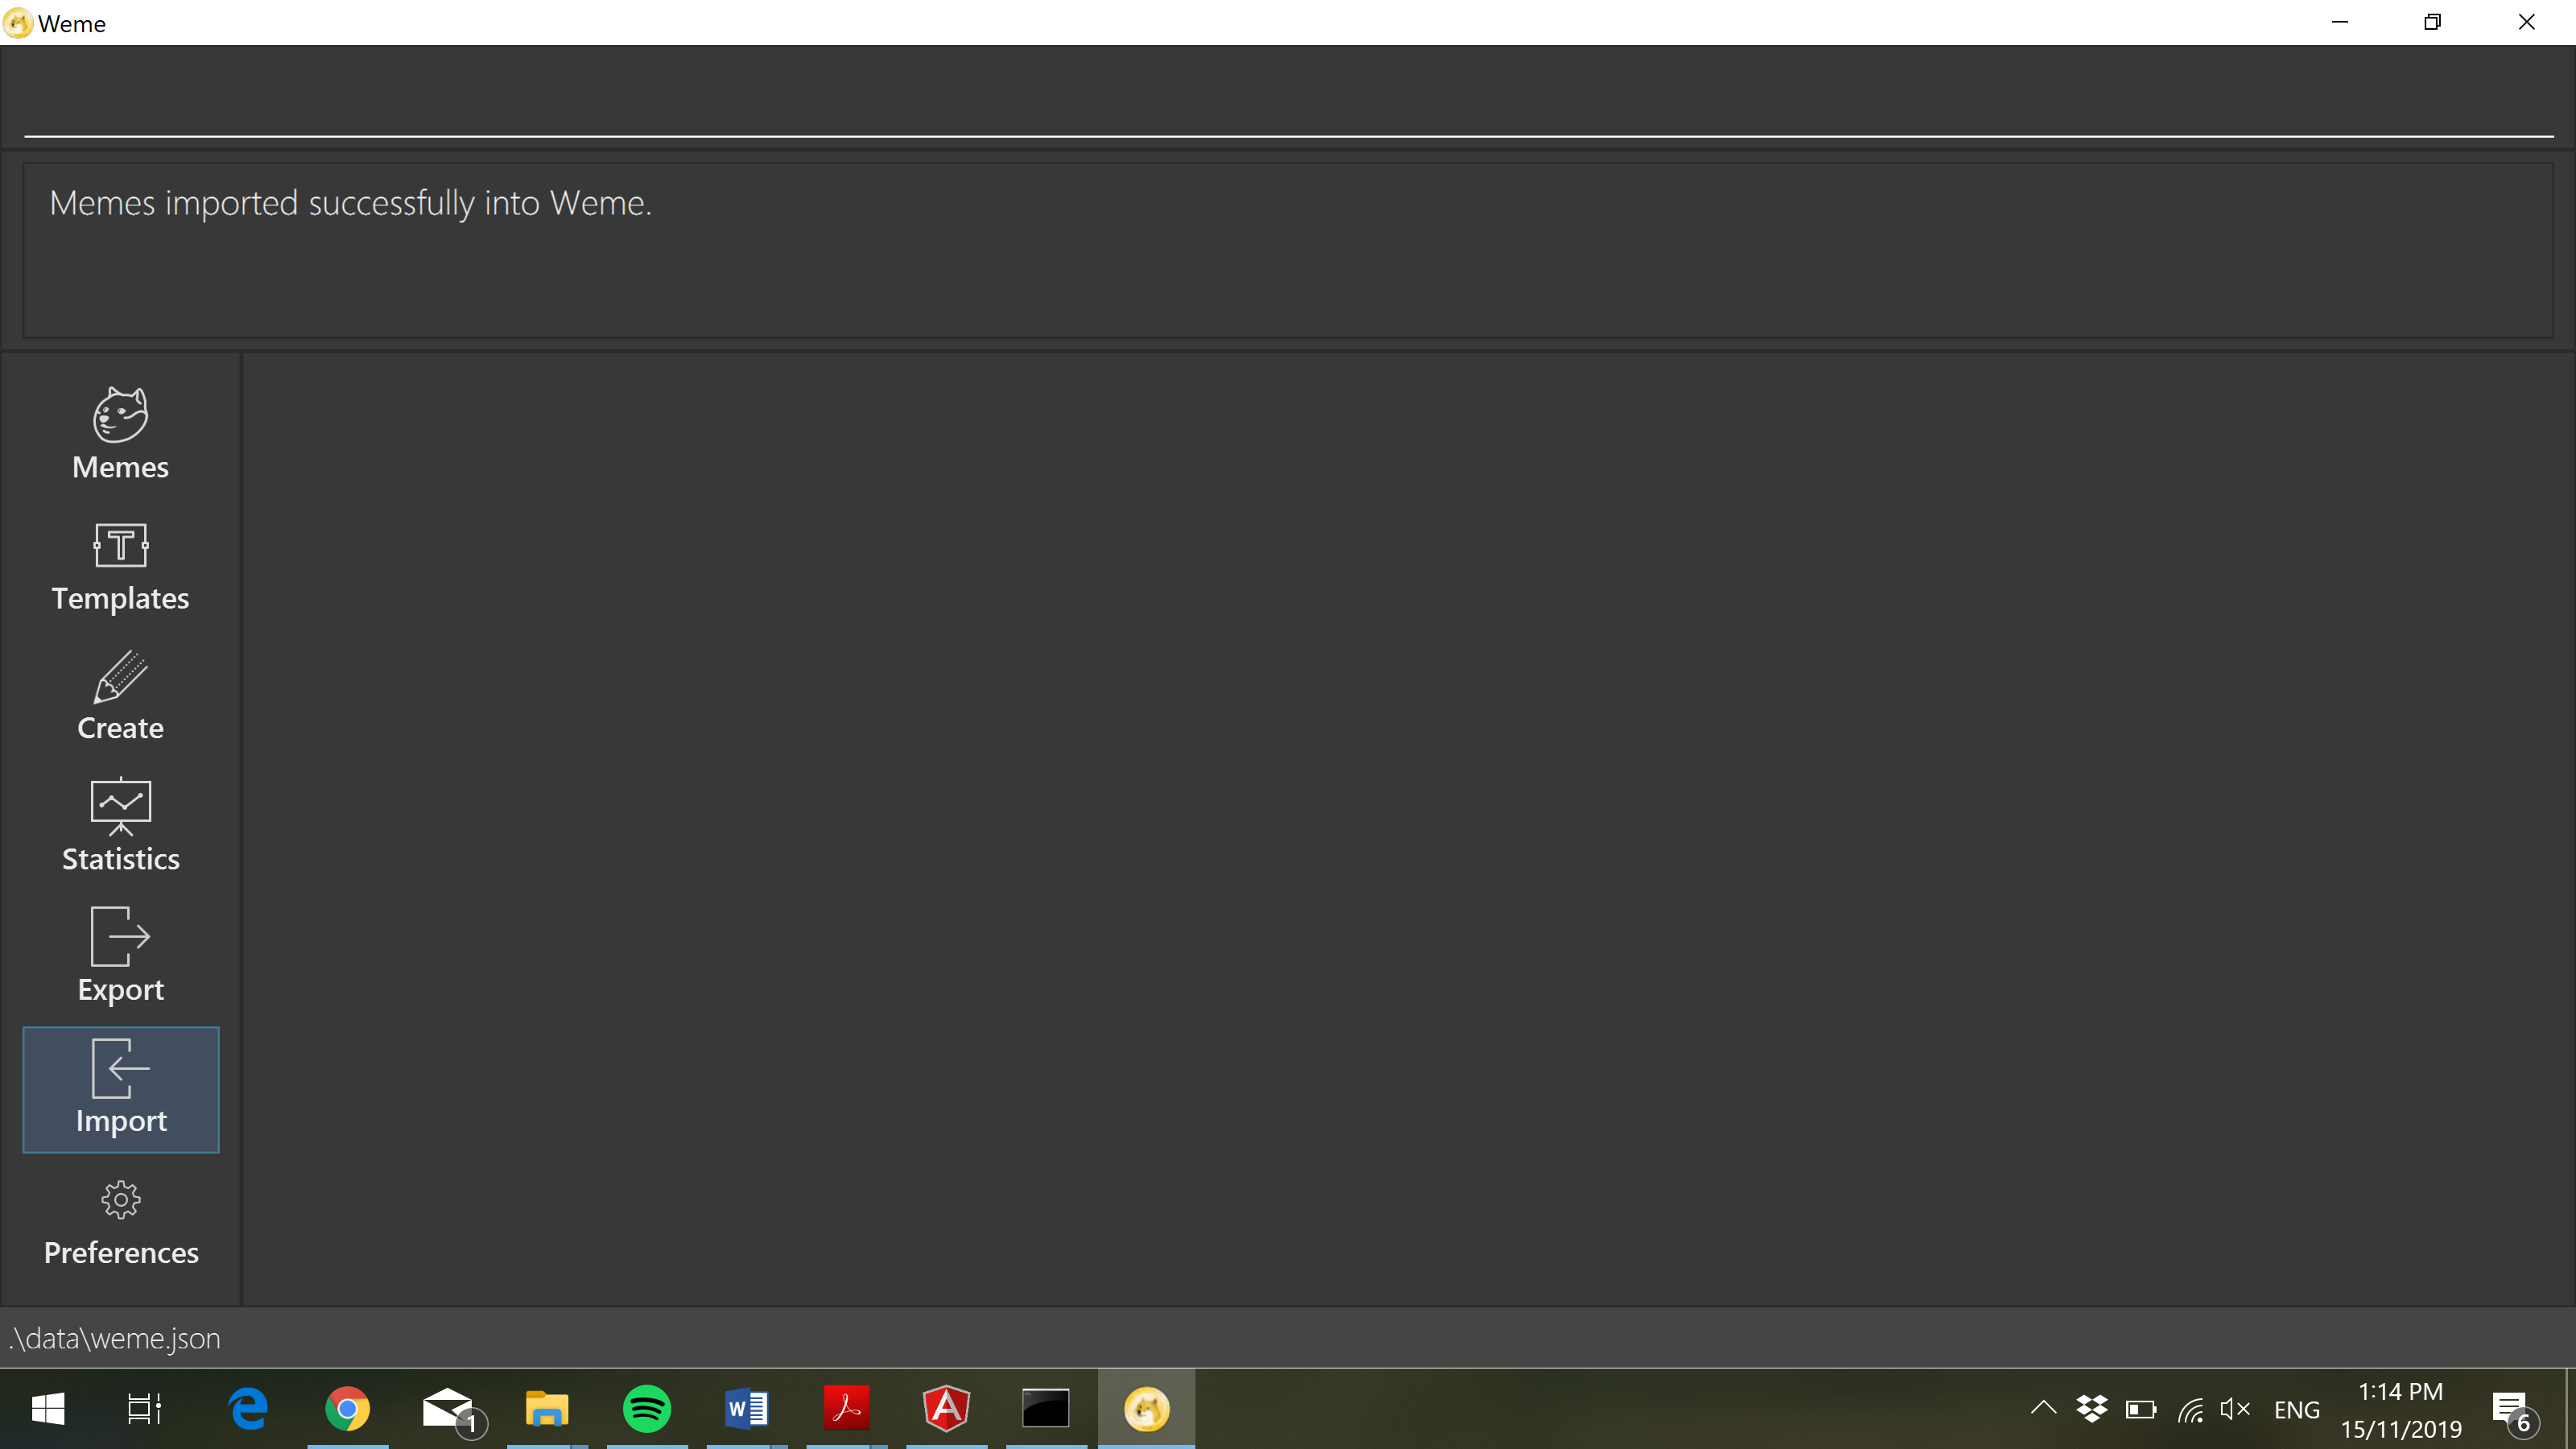 Weme
Memes imported successfully into Weme.
Memes
Templates
Create
Statistics
Export
Import
Preferences
.\data\weme.json
1
W
ENG
1:14 PM
15/11/2019
6